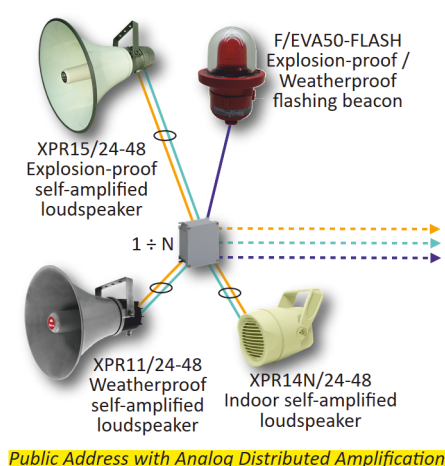 F/EVA50-FLASH
Explosion-proof /
Weatherproof
flashing beacon
XPR15/24-48
Explosion-proof
self-amplified
loudspeaker
1 ÷ N
XPR11/24-48
Weatherproof
self-amplified
loudspeaker
XPR14N/24-48
Indoor self-amplified
loudspeaker
Public Address with Analog Distributed Amplification